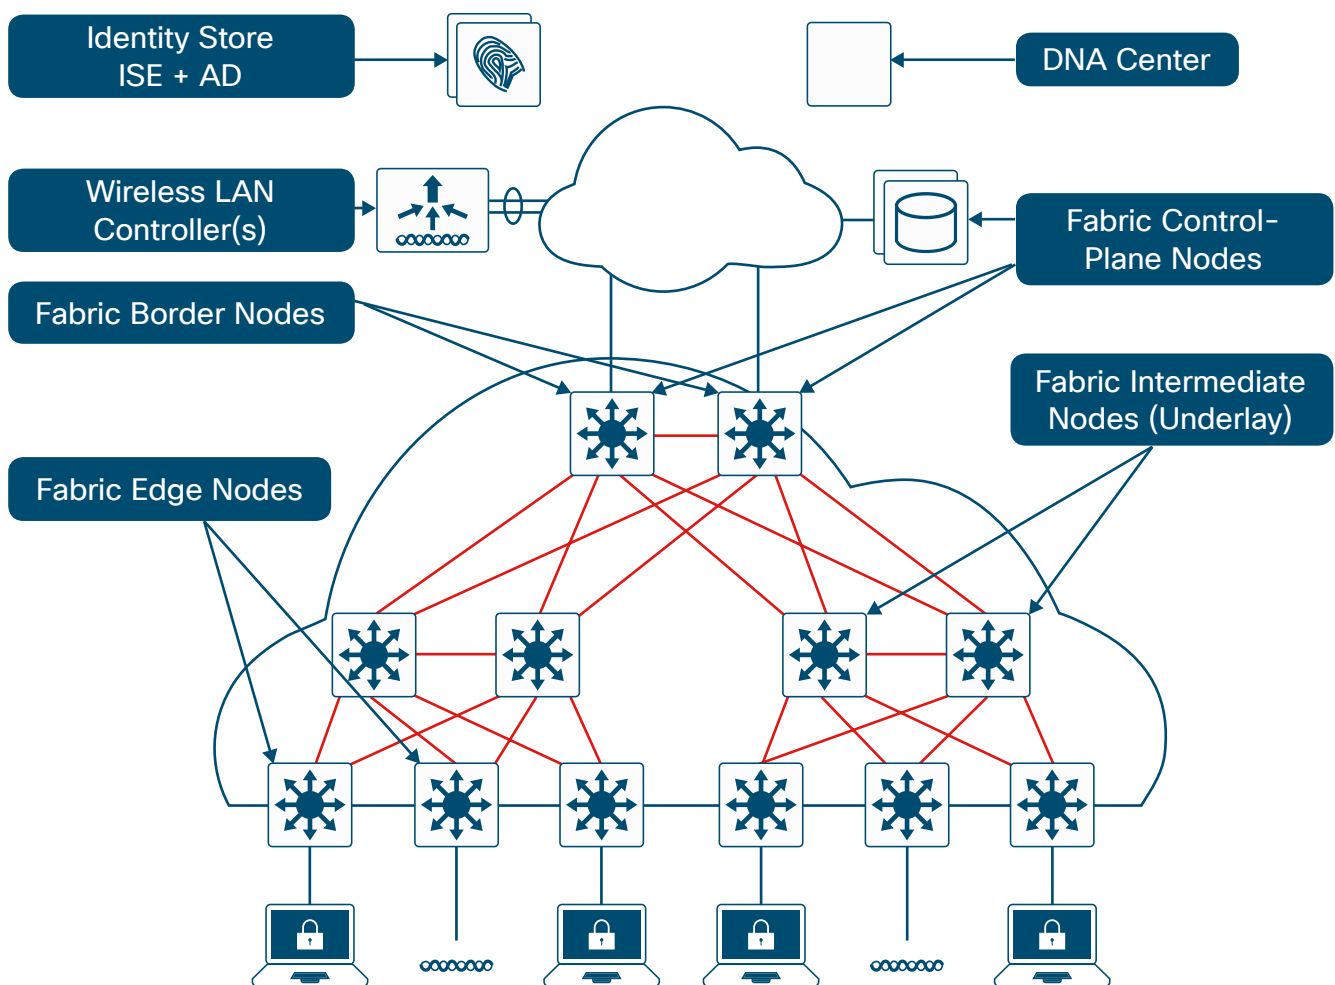 Identity Store
ISE + AD
DNA Center
Wireless LAN
Controller(s)
Fabric Control-
Plane Nodes
Fabric Border Nodes
Fabric Intermediate
Nodes (Underlay)
Fabric Edge Nodes